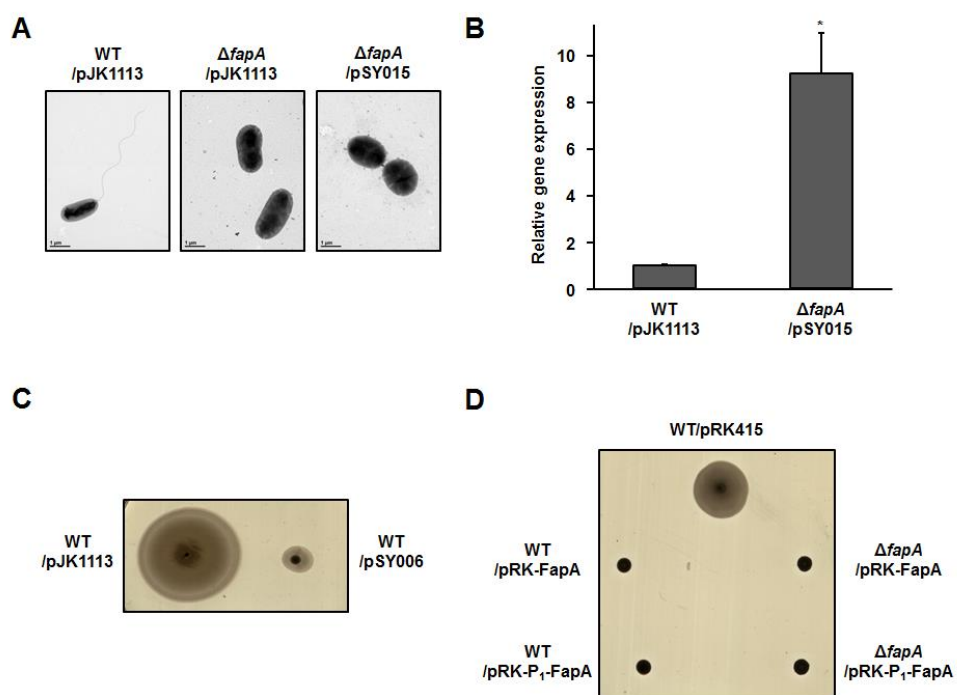 A
WT
/pJK1113
ΔfapA
/pJK1113
ΔfapA
/pSY015
1 μm
1 μm
1 μm
B
Relative gene expression
10
8
6
4
2
0
*
WT
/pJK1113
ΔfapA
/pSY015
C
WT
/pJK1113
WT
/pSY006
D
WT/pRK415
WT
/pRK-FapA
ΔfapA
/pRK-FapA
WT
/pRK-P₁-FapA
ΔfapA
/pRK-P₁-FapA